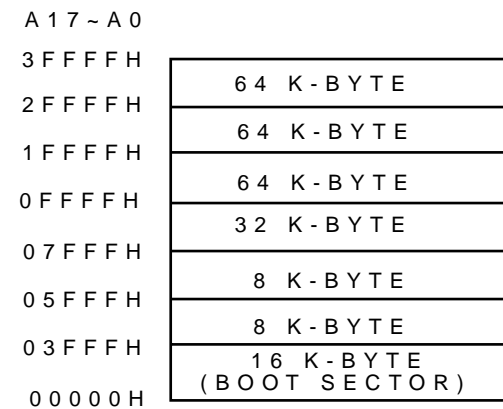 A17~A0
3FFFFH
64 K-BYTE
2FFFFH
64 K-BYTE
1FFFFH
64 K-BYTE
0FFFFH
32 K-BYTE
07FFFH
8 K-BYTE
05FFFH
8 K-BYTE
03FFFH
16 K-BYTE
(BOOT SECTOR)
00000H